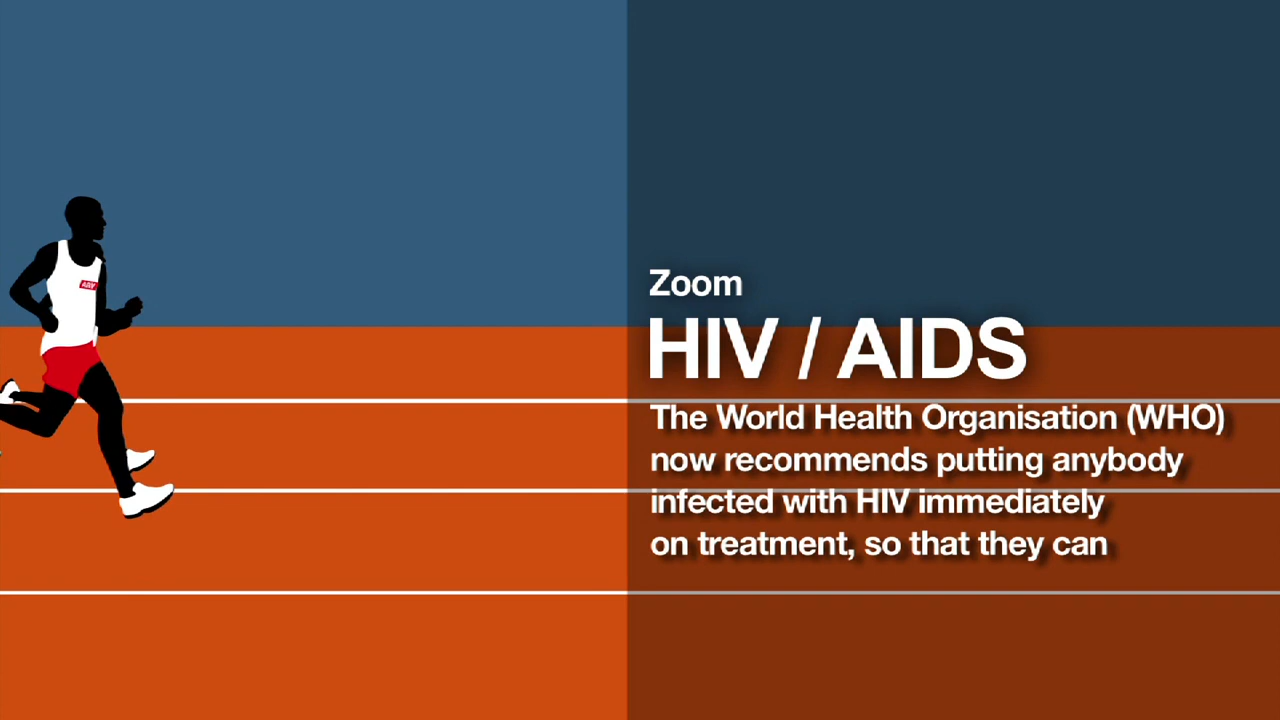 Zoom
HIV / AIDS
The World Health Organisation (WHO)
now recommends putting anybody
infected with HIV immediately
on treatment, so that they can